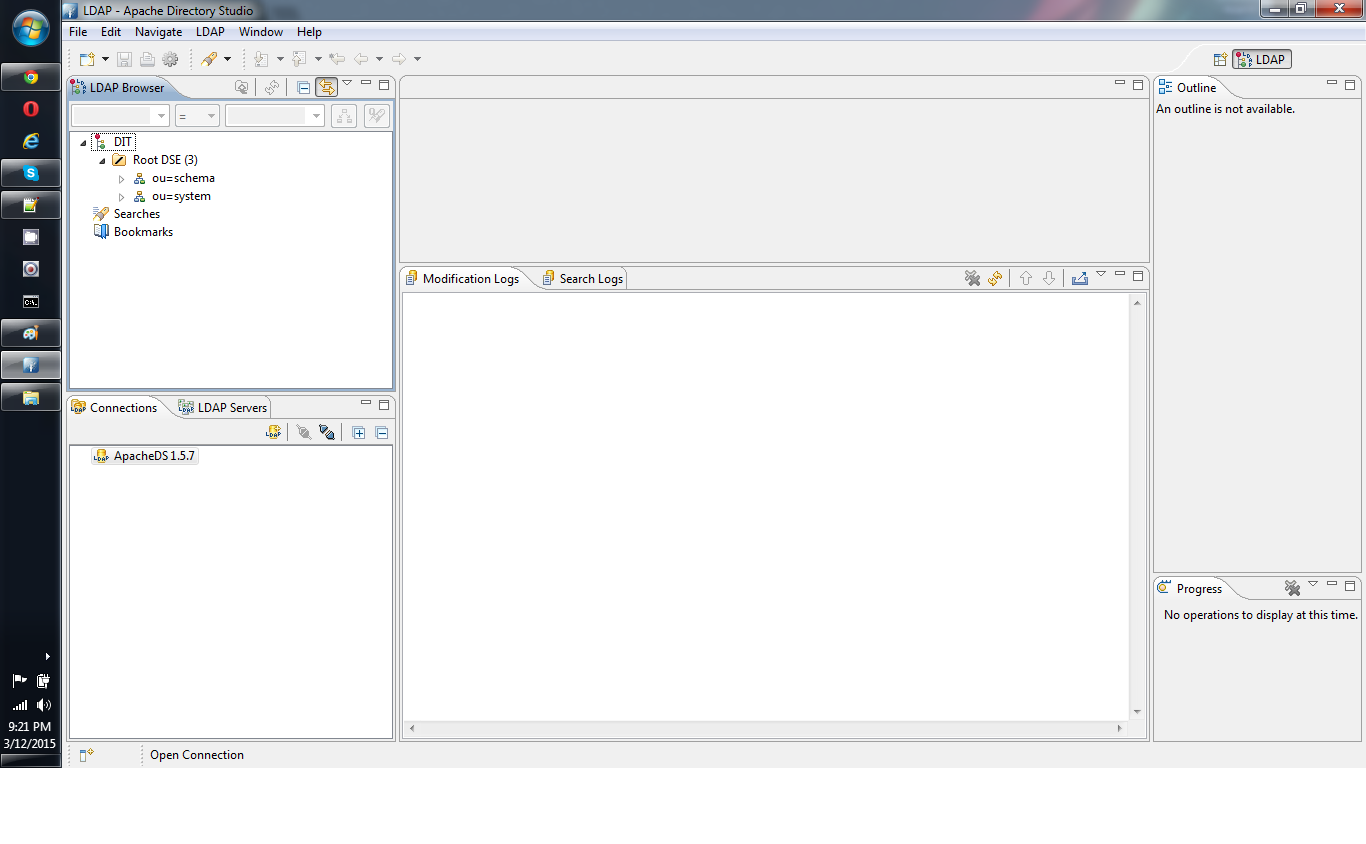 LDAP - Apache Directory Studio
File Edit Navigate LDAP Window Help
LDAP
LDAP Browser
=
DIT
Root DSE (3)
ou=schema
ou=system
Searches
Bookmarks
Connections LDAP Servers
ApacheDS 1.5.7
Modification Logs Search Logs
Outline
An outline is not available.
Progress
No operations to display at this time.
Open Connection
9:21 PM
3/12/2015